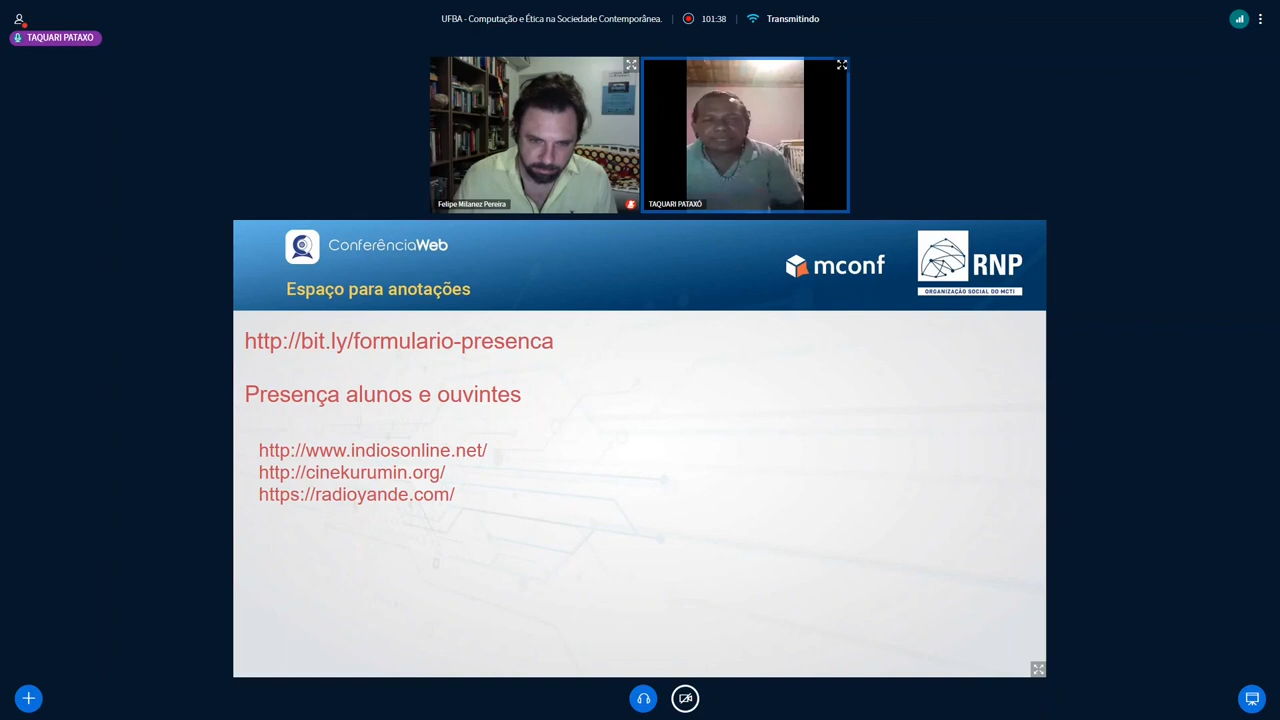 UFBA - Computação e Ética na Sociedade Contemporânea.
101:38
Transmitindo
TAQUARI PATAXO
Felipe Milanez Pereira
TAQUARI PATAXÓ
ConferênciaWeb
Espaço para anotações
mconf
RNP
ORGANIZAÇÃO SOCIAL DO MCTI
http://bit.ly/formulario-presenca
Presença alunos e ouvintes
http://www.indiosonline.net/
http://cinekurumin.org/
https://radioyande.com/